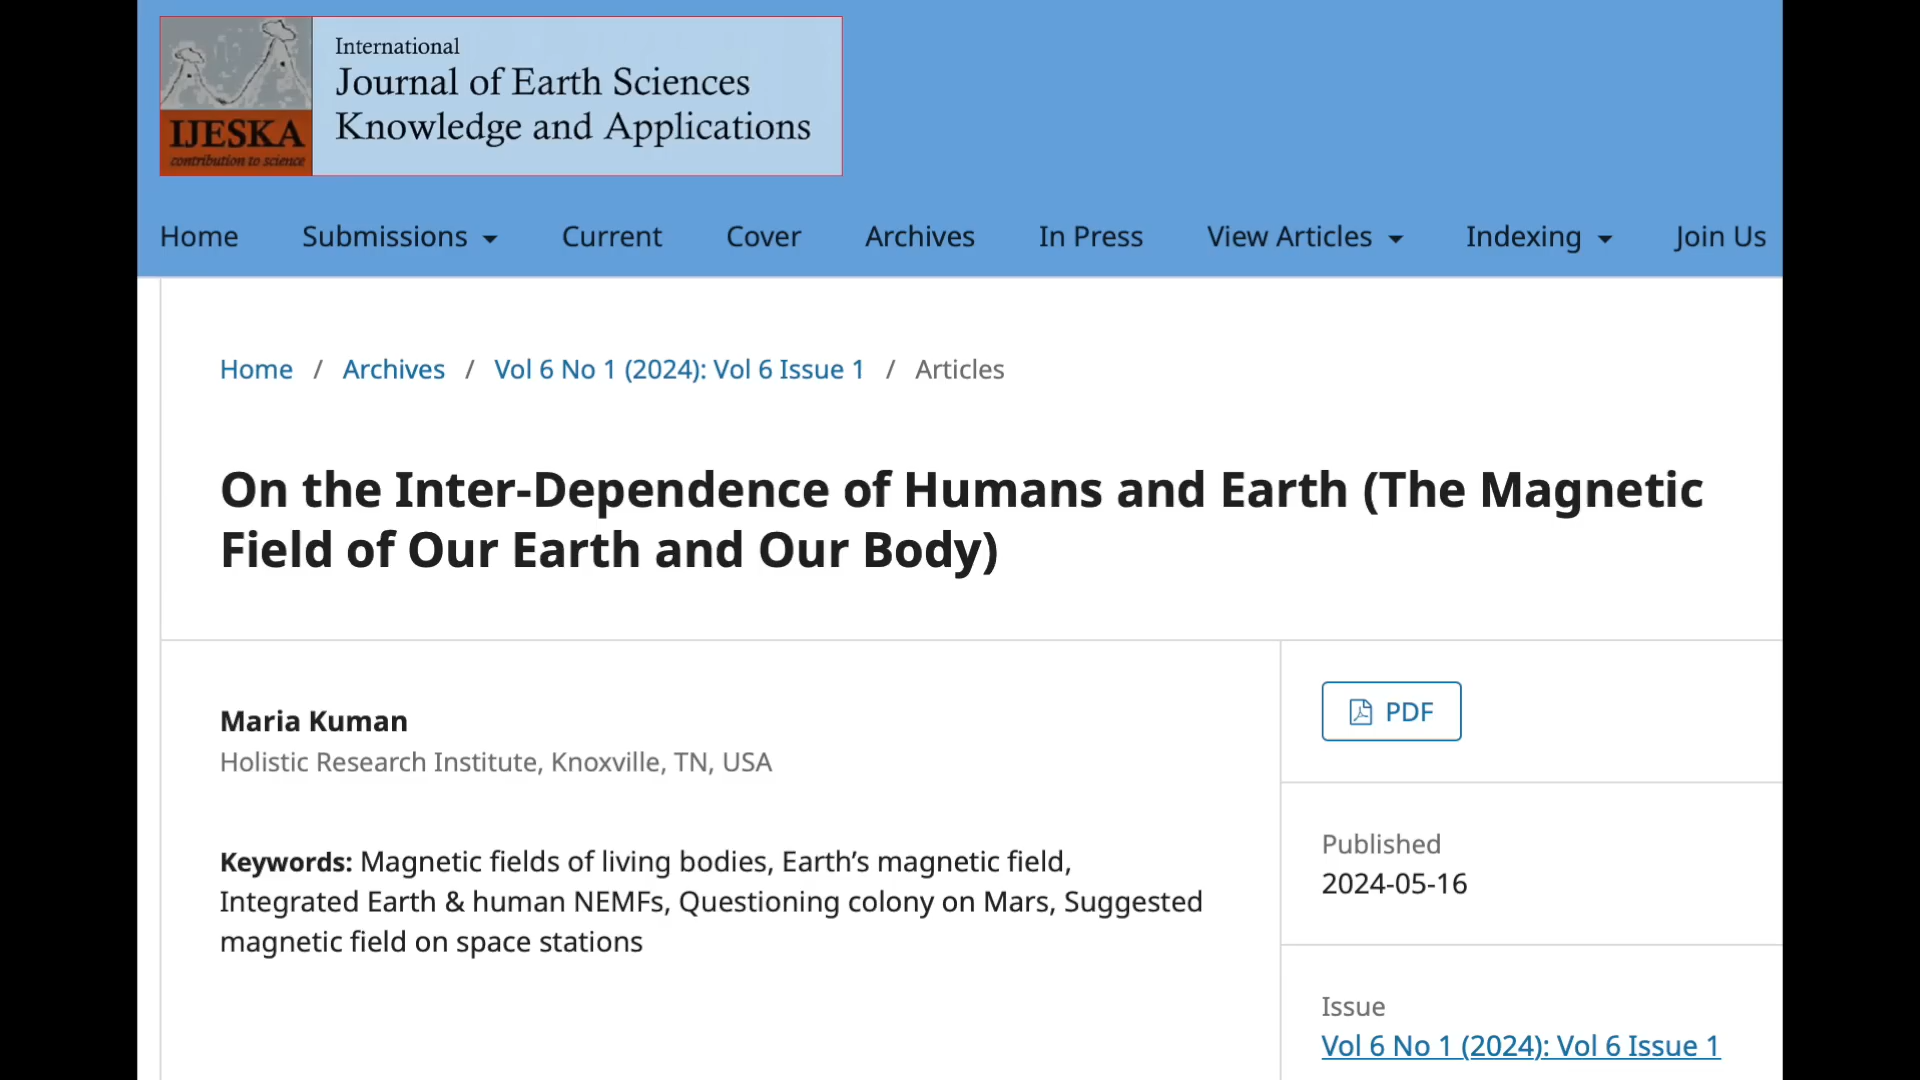 International
Journal of Earth Sciences
Knowledge and Applications
IJESKA
contribution to science
Home Submissions Current Cover Archives In Press View Articles Indexing Join Us
Home / Archives / Vol 6 No 1 (2024): Vol 6 Issue 1 / Articles
On the Inter-Dependence of Humans and Earth (The Magnetic
Field of Our Earth and Our Body)
Maria Kuman
Holistic Research Institute, Knoxville, TN, USA
Keywords: Magnetic fields of living bodies, Earth’s magnetic field,
Integrated Earth & human NEMFs, Questioning colony on Mars, Suggested
magnetic field on space stations
PDF
Published
2024-05-16
Issue
Vol 6 No 1 (2024): Vol 6 Issue 1